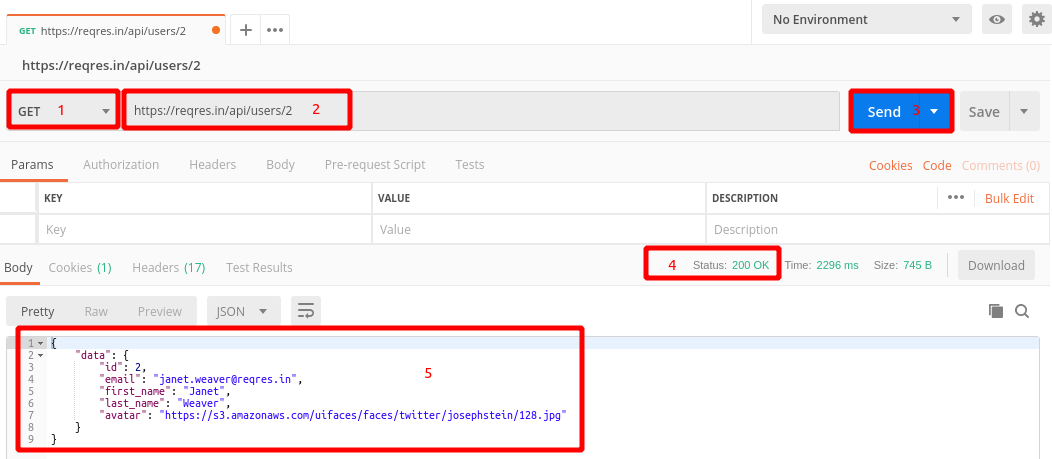 GET https://reqres.in/api/users/2
No Environment
https://reqres.in/api/users/2
GET 1 https://reqres.in/api/users/2 2 Send 3 Save
Params Authorization Headers Body Pre-request Script Tests Cookies Code Comments (0)
KEY VALUE DESCRIPTION Bulk Edit
Key Value Description
Body Cookies (1) Headers (17) Test Results 4 Status: 200 OK Time: 2296 ms Size: 745 B Download
Pretty Raw Preview JSON
1 {
2 "data": {
3 "id": 2,
4 "email": "janet.weaver@reqres.in", 5
5 "first_name": "Janet",
6 "last_name": "Weaver",
7 "avatar": "https://s3.amazonaws.com/uifaces/faces/twitter/josephstein/128.jpg"
8 }
9 }